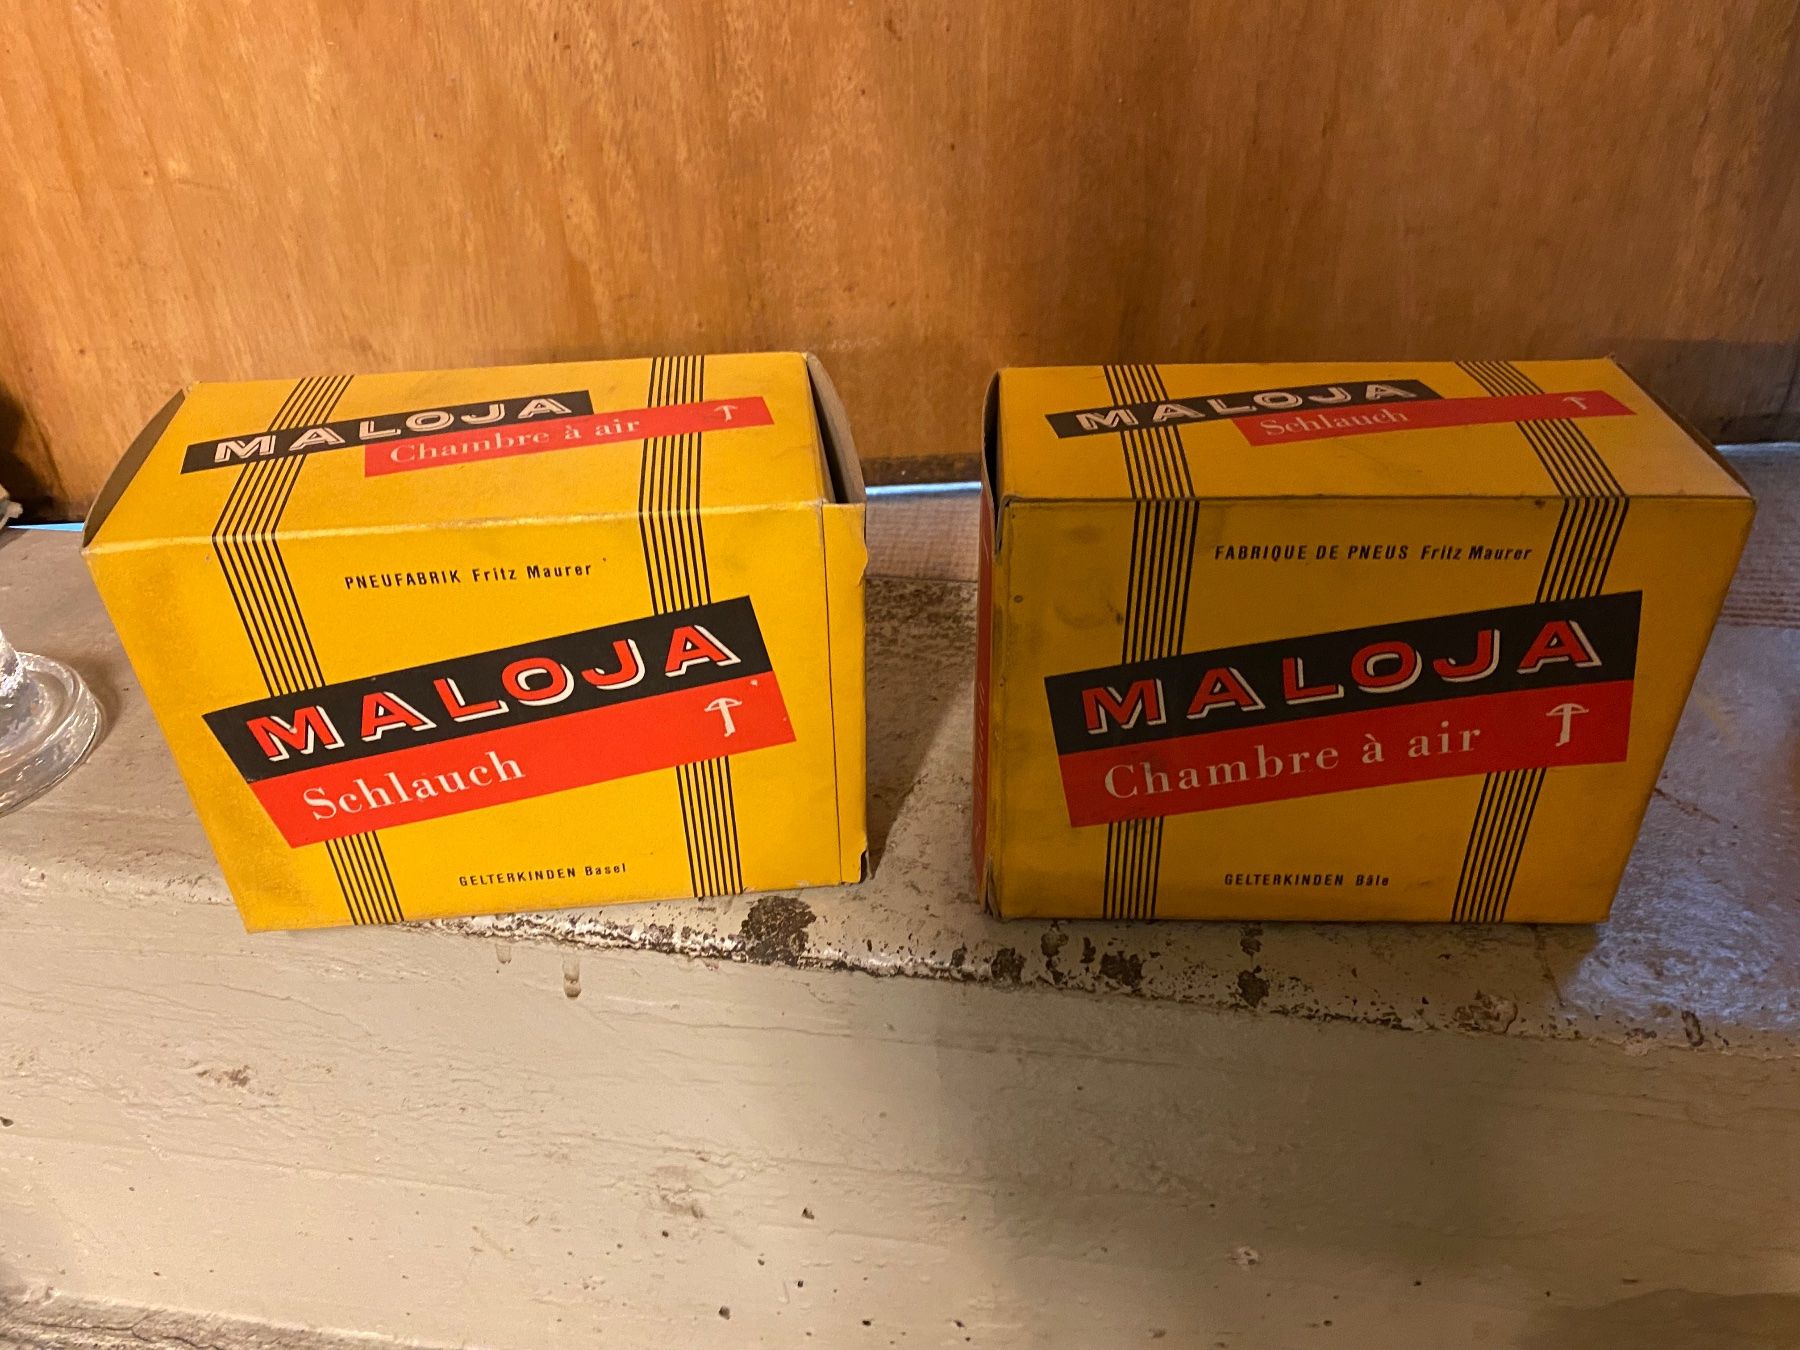 MALOJA
Chambre à air
PNEUFABRIK Fritz Maurer
MALOJA
Schlauch
GELTERKINDEN Basel
MALOJA
Schlauch
FABRIQUE DE PNEUS Fritz Maurer
MALOJA
Chambre à air
GELTERKINDEN Bâle